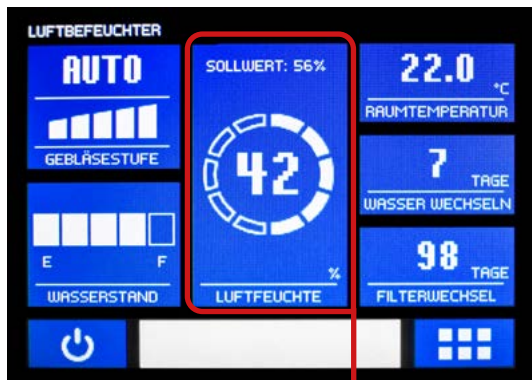 LUFTBEFEUCHTER
AUTO
GEBLÄSESTUFE
E F
WASSERSTAND
SOLLWERT: 56%
42
%
LUFTFEUCHTE
22.0
°C
RAUMTEMPERATUR
7 TAGE
WASSER WECHSELN
98 TAGE
FILTERWECHSEL